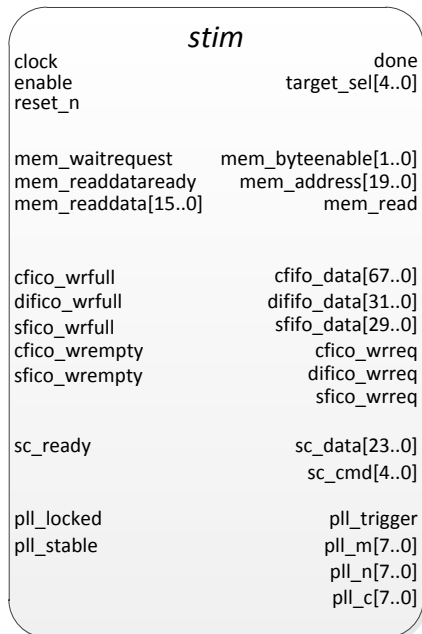 stim
clock done
enable target_sel[4..0]
reset_n
mem_waitrequest mem_byteenable[1..0]
mem_readdataready mem_address[19..0]
mem_readdata[15..0] mem_read
cfico_wrfull cfifo_data[67..0]
difico_wrfull dififo_data[31..0]
sfico_wrfull sfifo_data[29..0]
cfico_wrempty cfico_wrreq
sfico_wrempty difico_wrreq
sfico_wrreq
sc_ready sc_data[23..0]
sc_cmd[4..0]
pll_locked pll_trigger
pll_stable pll_m[7..0]
pll_n[7..0]
pll_c[7..0]